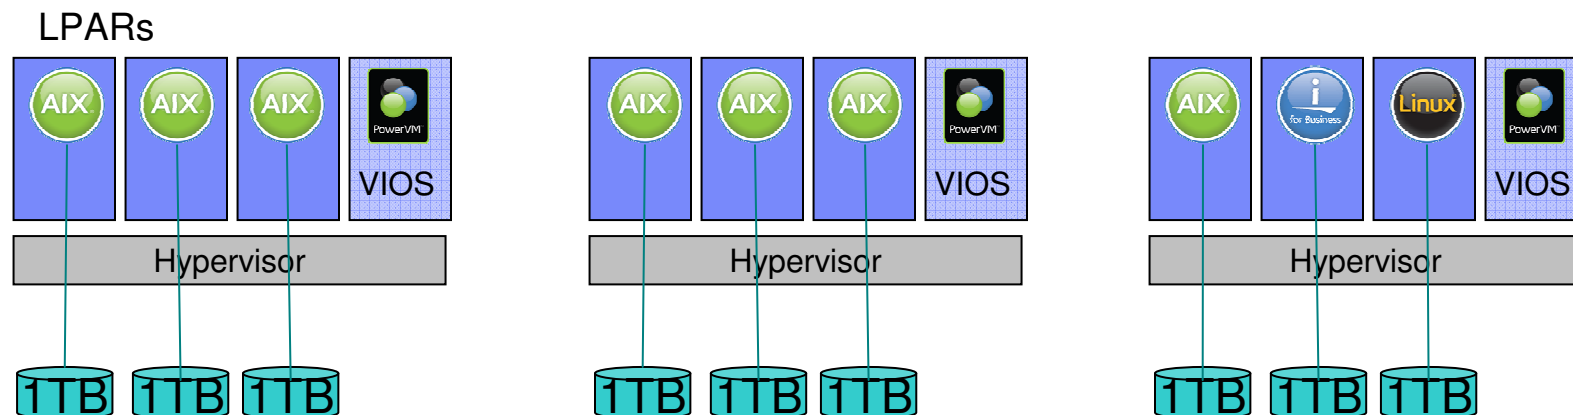 LPARs
AIX AIX AIX PowerVM AIX AIX AIX PowerVM AIX i for Business Linux PowerVM
VIOS VIOS VIOS
Hypervisor Hypervisor Hypervisor
1TB 1TB 1TB 1TB 1TB 1TB 1TB 1TB 1TB